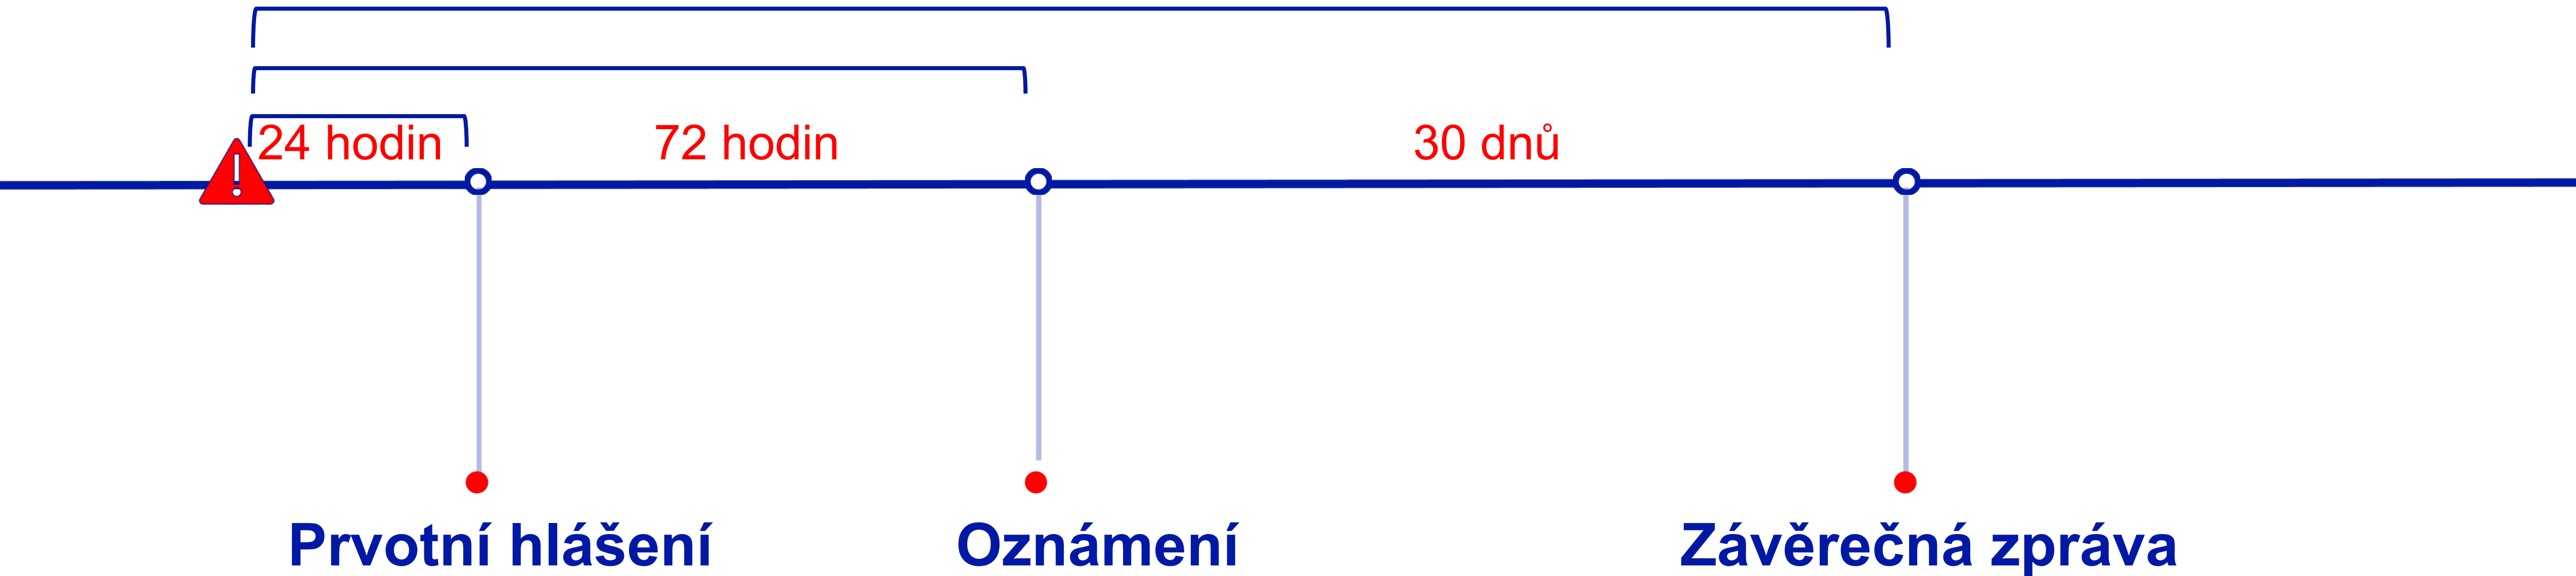 24 hodin
72 hodin
30 dnů
Prvotní hlášení
Oznámení
Závěrečná zpráva